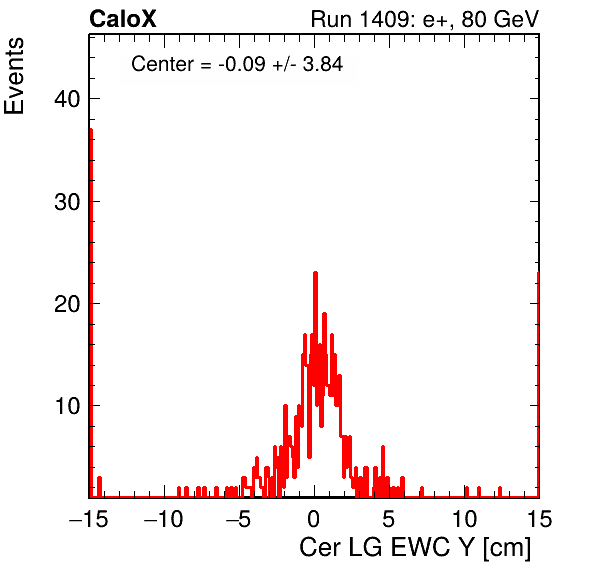 CaloX Run 1409: e+, 80 GeV
Center = -0.09 +/- 3.84
Events
40
30
20
10
−15 −10 −5 0 5 10 15
Cer LG EWC Y [cm]